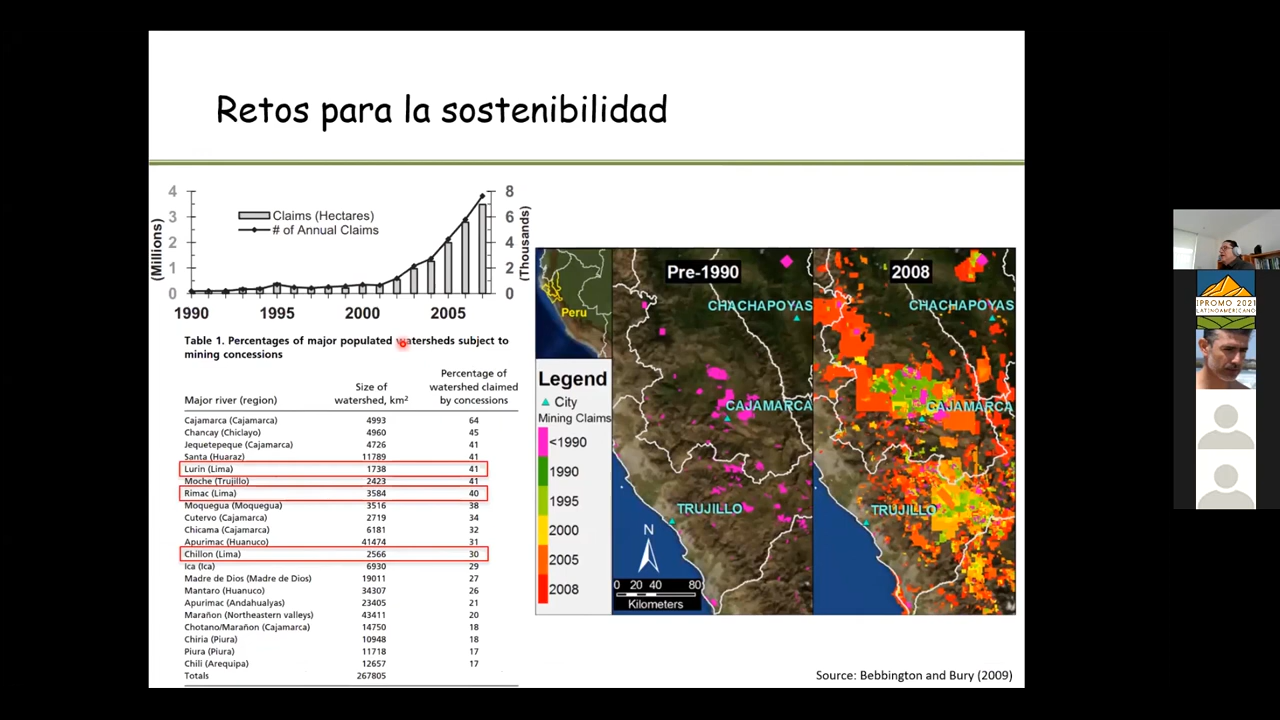 Retos para la sostenibilidad
4
3
2
1
0
(Millions)
Claims (Hectares)
# of Annual Claims
8
6
4
2
0
(Thousands)
1990 1995 2000 2005
Table 1. Percentages of major populated watersheds subject to
mining concessions
Major river (region) Size of watershed, km² Percentage of watershed claimed by concessions
Cajamarca (Cajamarca) 4993 64
Chancay (Chiclayo) 4960 45
Jequetepeque (Cajamarca) 4726 41
Santa (Huaraz) 11789 41
Lurin (Lima) 1738 41
Moche (Trujillo) 2423 41
Rimac (Lima) 3584 40
Moquegua (Moquegua) 3516 38
Cutervo (Cajamarca) 2719 34
Chicama (Cajamarca) 6181 32
Apurimac (Huanuco) 41474 31
Chillon (Lima) 2566 30
Ica (Ica) 6930 29
Madre de Dios (Madre de Dios) 19011 27
Mantaro (Huanuco) 34307 26
Apurimac (Andahualyas) 23405 21
Marañon (Northeastern valleys) 43411 20
Chotano/Marañon (Cajamarca) 14750 18
Chiria (Piura) 10948 18
Piura (Piura) 11718 17
Chili (Arequipa) 12657 17
Totals 267805
Peru
Legend
City
Mining Claims
<1990
1990
1995
2000
2005
2008
Pre-1990
CHACHAPOYAS
CAJAMARCA
TRUJILLO
N
0 20 40 80
Kilometers
2008
CHACHAPOYAS
CAJAMARCA
TRUJILLO
Source: Bebbington and Bury (2009)
IPROMO 2021
LATINOAMERICANO